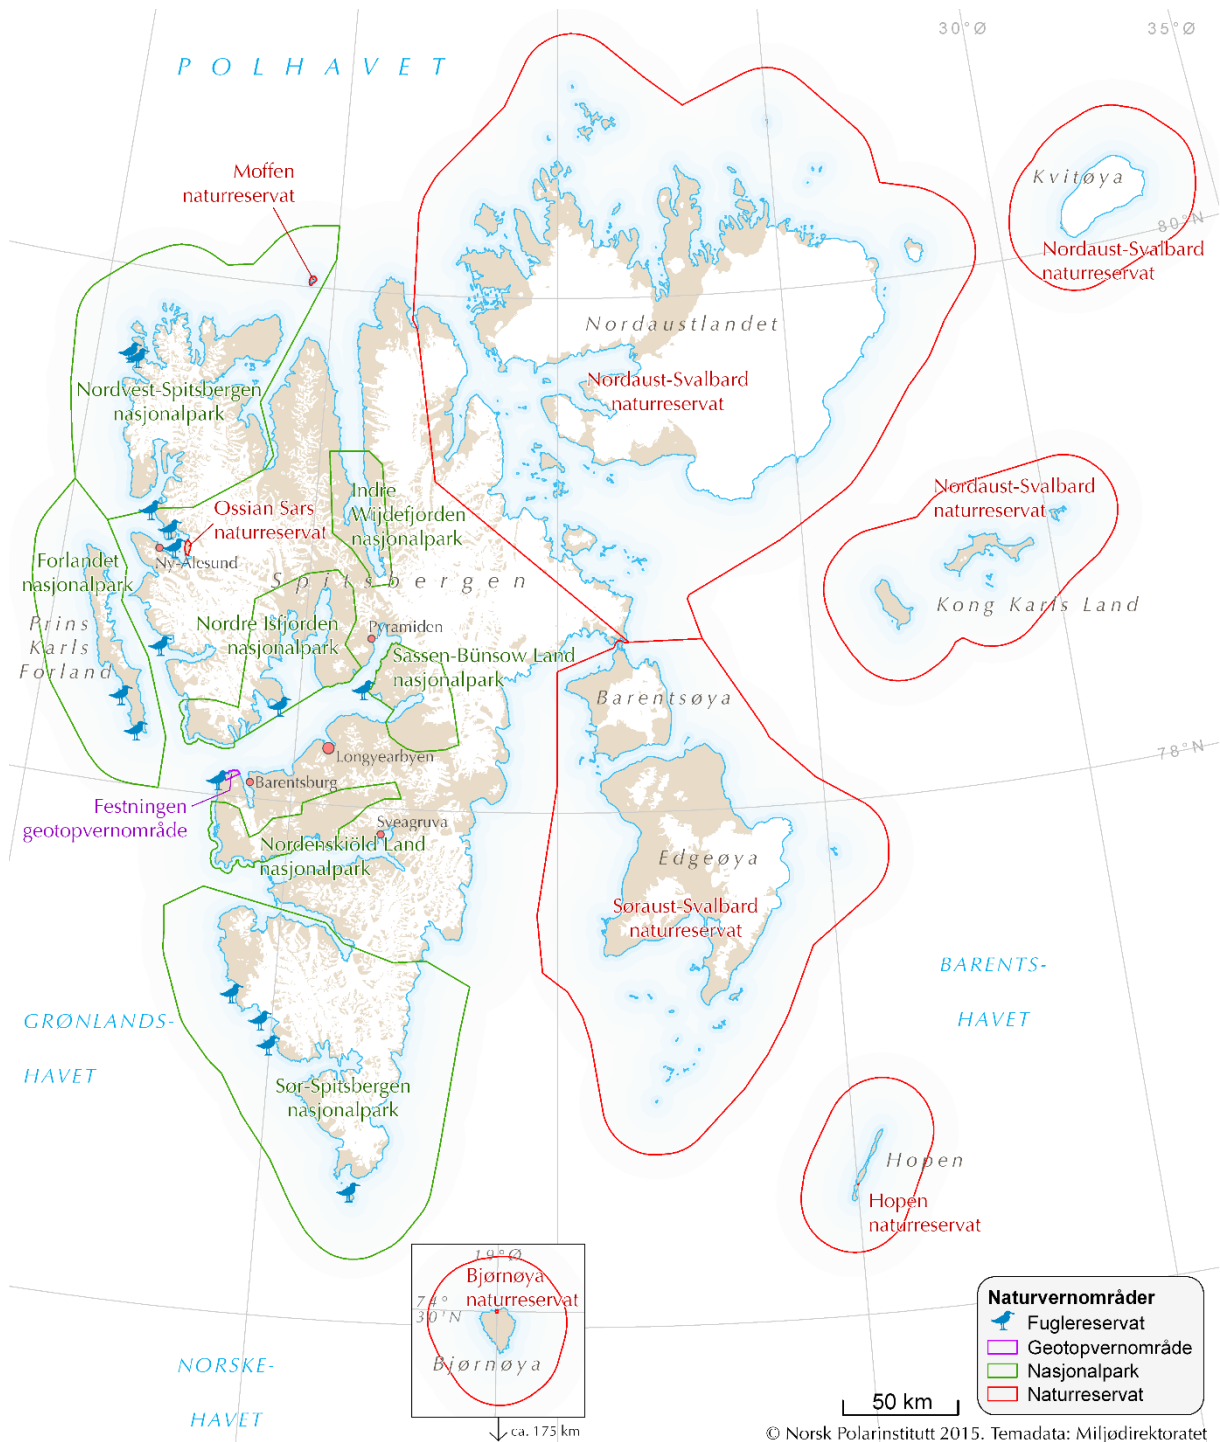 30°Ø
35°Ø
POLHAVET
Moffen
naturreservat
Kvitøya
80°N
Nordaust-Svalbard
naturreservat
Nordaustlandet
Nordaust-Svalbard
naturreservat
Nordvest-Spitsbergen
nasjonalpark
Nordaust-Svalbard
naturreservat
Indre
Wijdefjorden
nasjonalpark
Ossian Sars
naturreservat
Ny-Ålesund
Forlandet
nasjonalpark
Spitsbergen
Kong Karls Land
Prins
Karls
Forland
Nordre Isfjorden
nasjonalpark
Pyramiden
Sassen-Bünsow Land
nasjonalpark
Barentsøya
78°N
Longyearbyen
Barentsburg
Festningen
geotopvernområde
Sveagruva
Nordenskiöld Land
nasjonalpark
Edgeøya
Søraust-Svalbard
naturreservat
BARENTS-
HAVET
GRØNLANDS-
HAVET
Sør-Spitsbergen
nasjonalpark
Hopen
Hopen
naturreservat
19°Ø
Bjørnøya
naturreservat
74°
30'N
Bjørnøya
ca. 175 km
NORSKE-
HAVET
Naturvernområder
Fuglereservat
Geotopvernområde
Nasjonalpark
Naturreservat
50 km
© Norsk Polarinstitutt 2015. Temadata: Miljødirektoratet